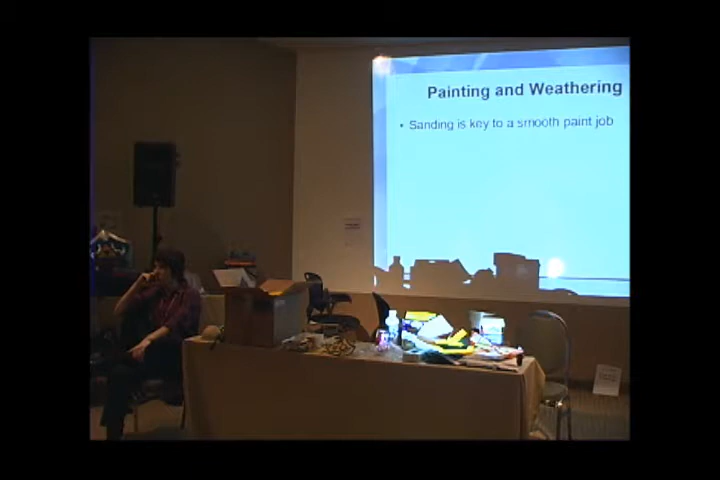 Painting and Weathering
• Sanding is key to a smooth paint job